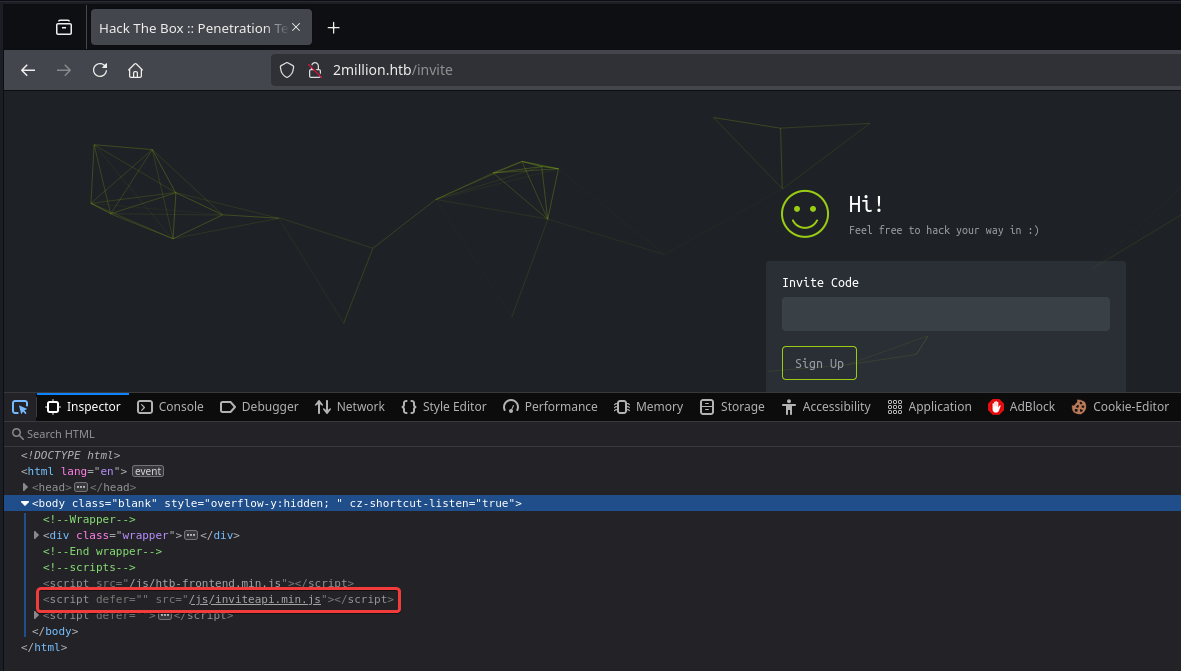 Hack The Box :: Penetration Te
2million.htb/invite
Hi!
Feel free to hack your way in :)
Invite Code
Sign Up
Inspector Console Debugger Network Style Editor Performance Memory Storage Accessibility Application AdBlock Cookie-Editor
Search HTML
<!DOCTYPE html>
<html lang="en"> event
<head> ••• </head>
<body class="blank" style="overflow-y:hidden; " cz-shortcut-listen="true">
<!--Wrapper-->
<div class="wrapper"> ••• </div>
<!--End wrapper-->
<!--scripts-->
<script src="/js/htb-frontend.min.js"></script>
<script defer="" src="/js/inviteapi.min.js"></script>
<script defer=""> ••• </script>
</body>
</html>